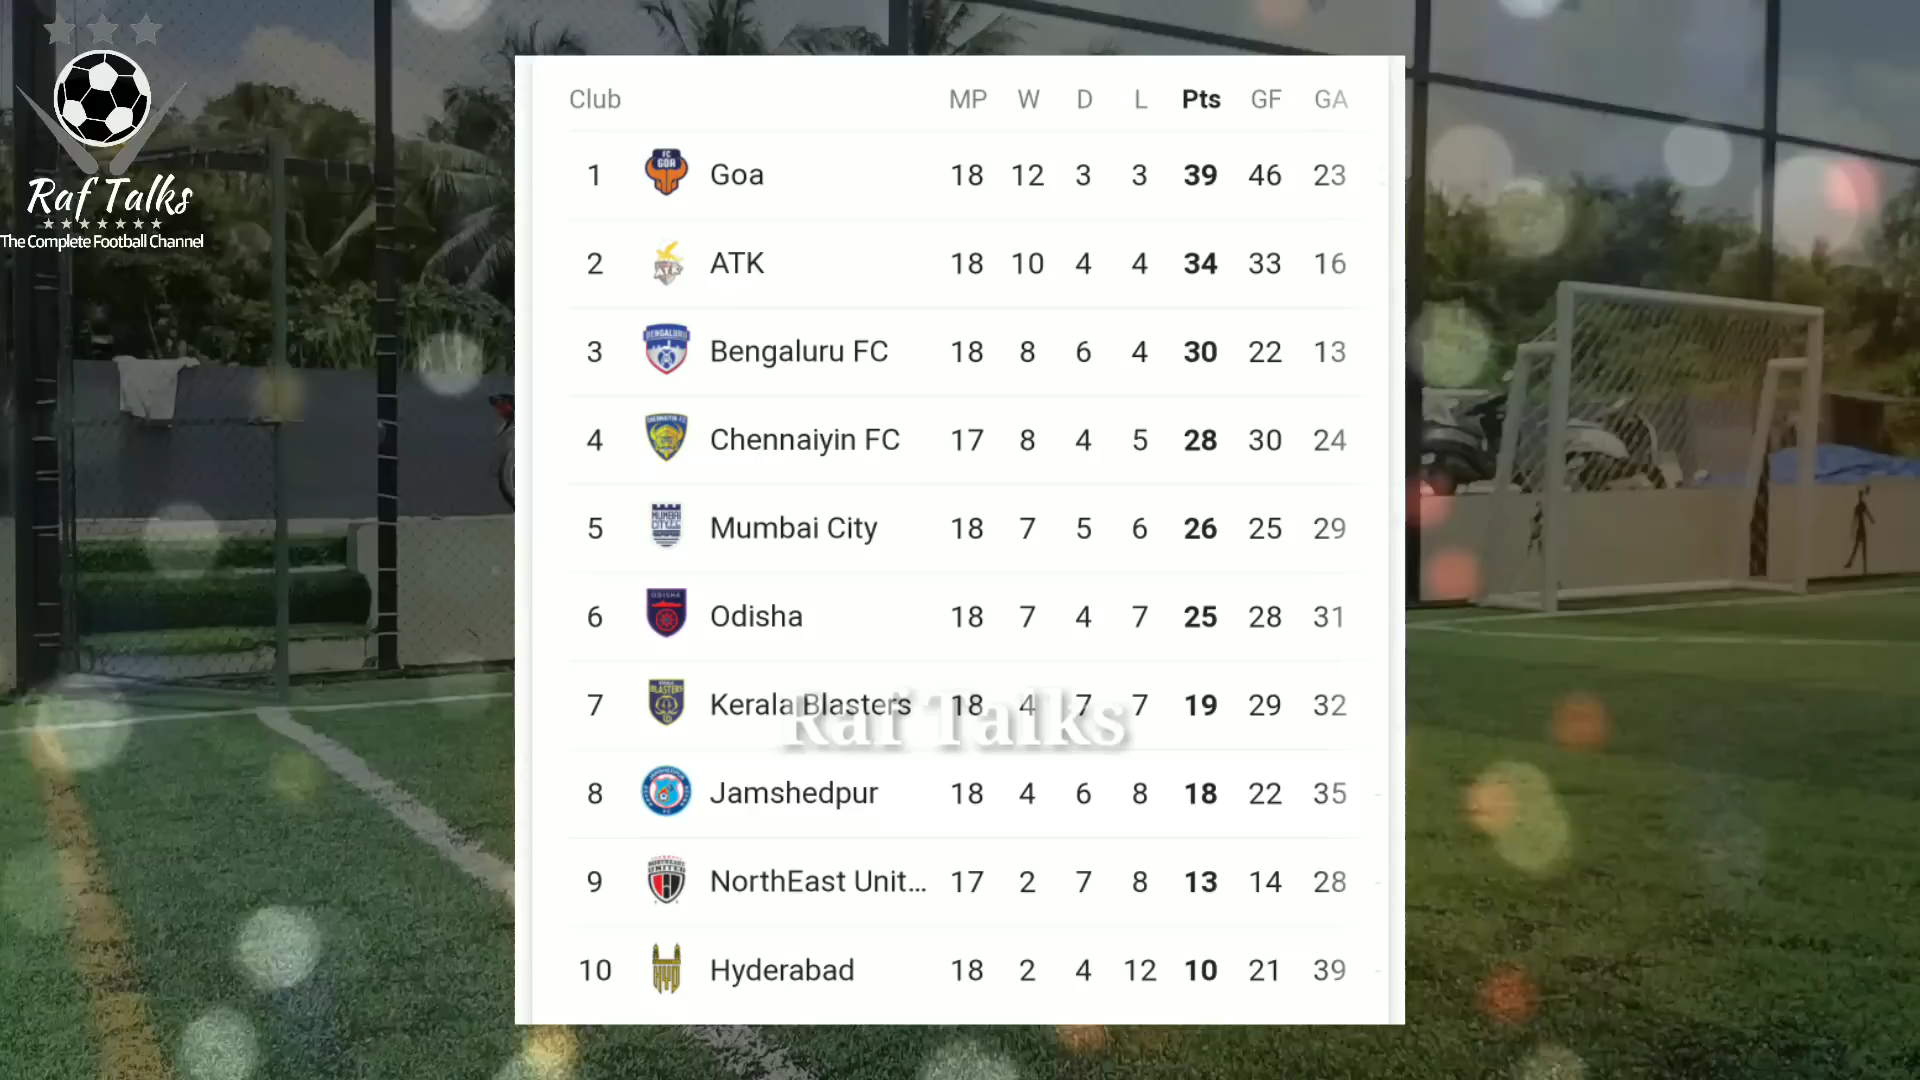 Raf Talks
The Complete Football Channel
Club MP W D L Pts GF GA
1 Goa 18 12 3 3 39 46 23
2 ATK 18 10 4 4 34 33 16
3 Bengaluru FC 18 8 6 4 30 22 13
4 Chennaiyin FC 17 8 4 5 28 30 24
5 Mumbai City 18 7 5 6 26 25 29
6 Odisha 18 7 4 7 25 28 31
7 Kerala Blasters 18 4 7 7 19 29 32
Raf Talks
8 Jamshedpur 18 4 6 8 18 22 35
9 NorthEast Unit... 17 2 7 8 13 14 28
10 Hyderabad 18 2 4 12 10 21 39